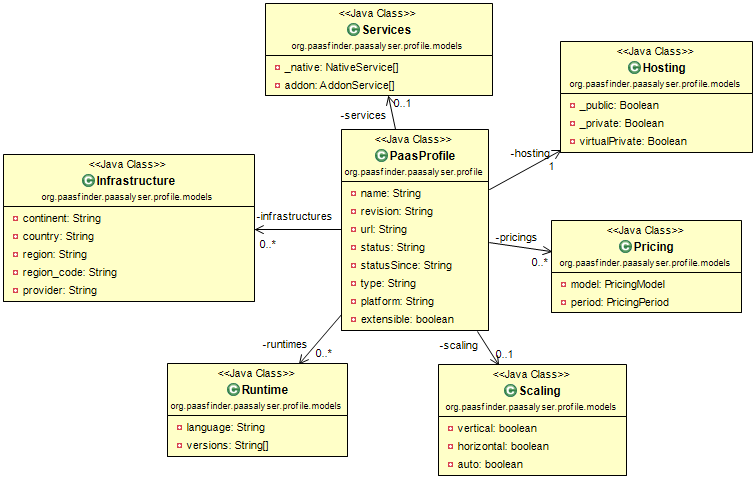 <<Java Class>>
Services
org.paasfinder.paasalyser.profile.models
_native: NativeService[]
addon: AddonService[]
0..1
-services
<<Java Class>>
Hosting
org.paasfinder.paasalyser.profile.models
_public: Boolean
_private: Boolean
virtualPrivate: Boolean
-hosting
1
<<Java Class>>
PaasProfile
org.paasfinder.paasalyser.profile
name: String
revision: String
url: String
status: String
statusSince: String
type: String
platform: String
extensible: boolean
<<Java Class>>
Infrastructure
org.paasfinder.paasalyser.profile.models
continent: String
country: String
region: String
region_code: String
provider: String
-infrastructures
0..*
-pricings
0..*
<<Java Class>>
Pricing
org.paasfinder.paasalyser.profile.models
model: PricingModel
period: PricingPeriod
-runtimes
0..*
-scaling
0..1
<<Java Class>>
Runtime
org.paasfinder.paasalyser.profile.models
language: String
versions: String[]
<<Java Class>>
Scaling
org.paasfinder.paasalyser.profile.models
vertical: boolean
horizontal: boolean
auto: boolean